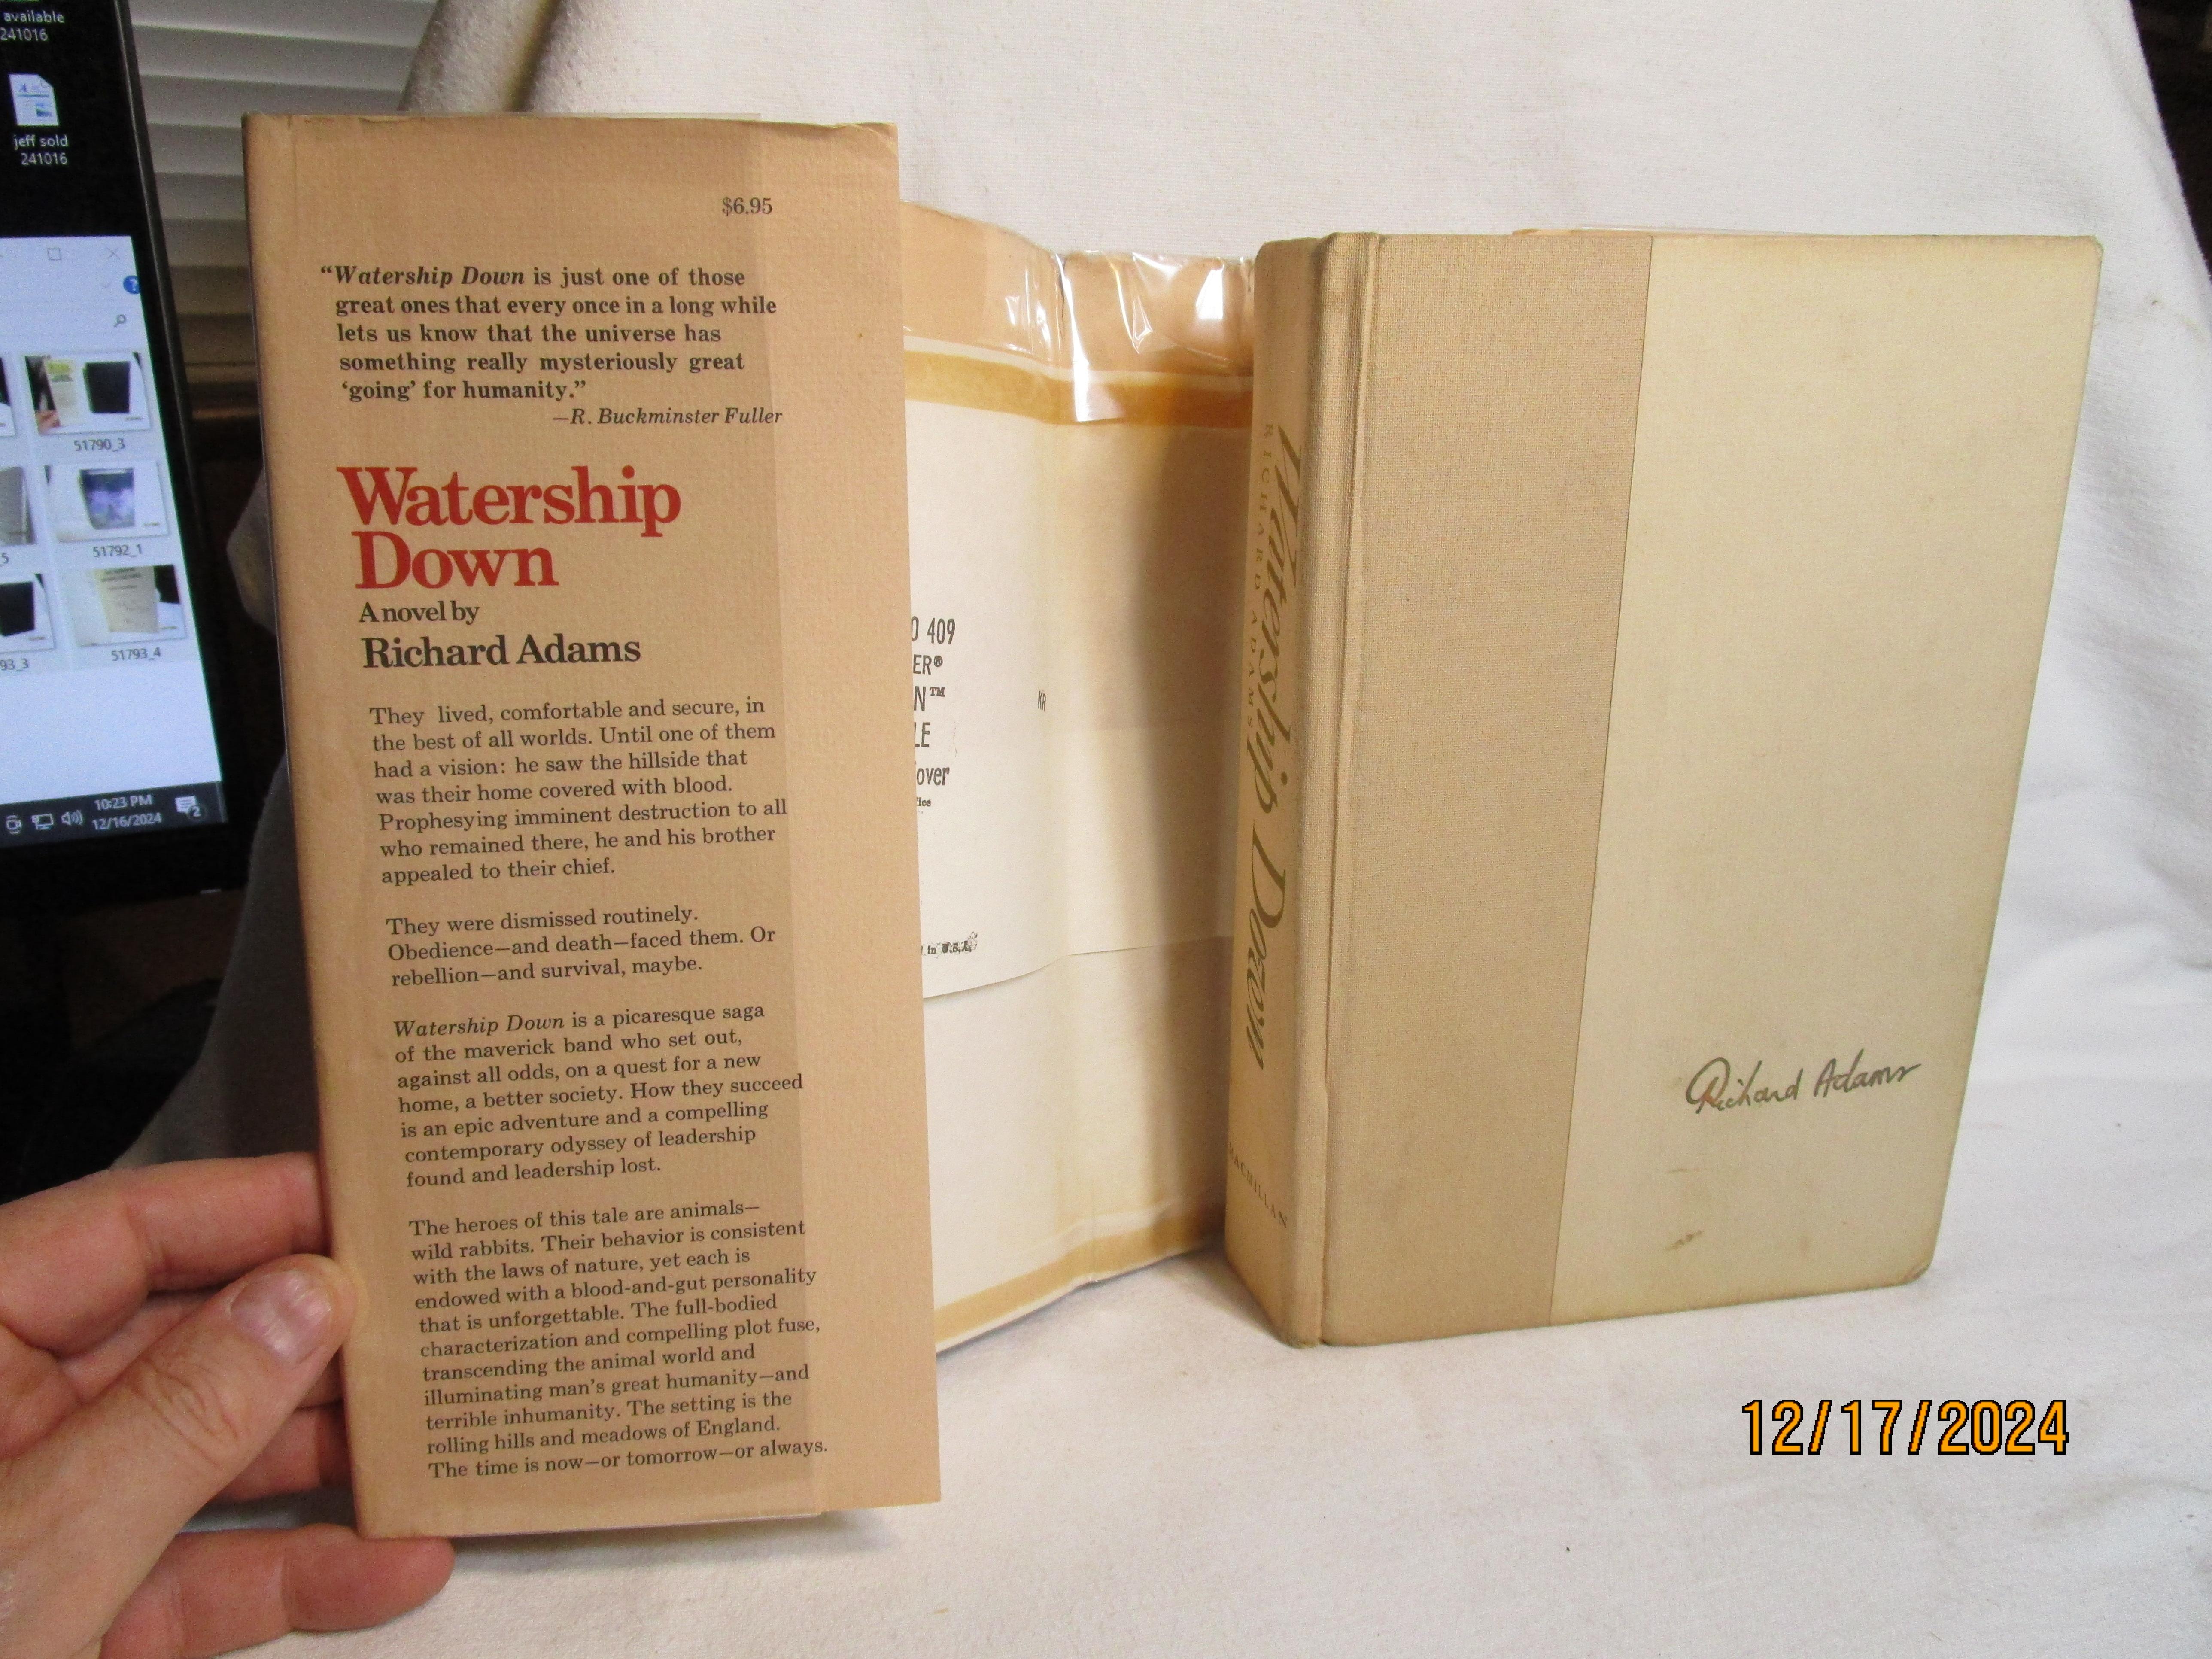 available
241016
jeff sold
241016
51790_3
5
51792_1
93_3
51793_4
10:23 PM
12/16/2024
2
$6.95
“Watership Down is just one of those
great ones that every once in a long while
lets us know that the universe has
something really mysteriously great
‘going’ for humanity.”
—R. Buckminster Fuller
Watership
Down
A novel by
Richard Adams
They lived, comfortable and secure, in
the best of all worlds. Until one of them
had a vision: he saw the hillside that
was their home covered with blood.
Prophesying imminent destruction to all
who remained there, he and his brother
appealed to their chief.
They were dismissed routinely.
Obedience—and death—faced them. Or
rebellion—and survival, maybe.
Watership Down is a picaresque saga
of the maverick band who set out,
against all odds, on a quest for a new
home, a better society. How they succeed
is an epic adventure and a compelling
contemporary odyssey of leadership
found and leadership lost.
The heroes of this tale are animals—
wild rabbits. Their behavior is consistent
with the laws of nature, yet each is
endowed with a blood-and-gut personality
that is unforgettable. The full-bodied
characterization and compelling plot fuse,
transcending the animal world and
illuminating man’s great humanity—and
terrible inhumanity. The setting is the
rolling hills and meadows of England.
The time is now—or tomorrow—or always.
409
ER®
N™
LE
over
KR
in U.S.A.
Watership Down
RICHARD ADAMS
MACMILLAN
Richard Adams
12/17/2024